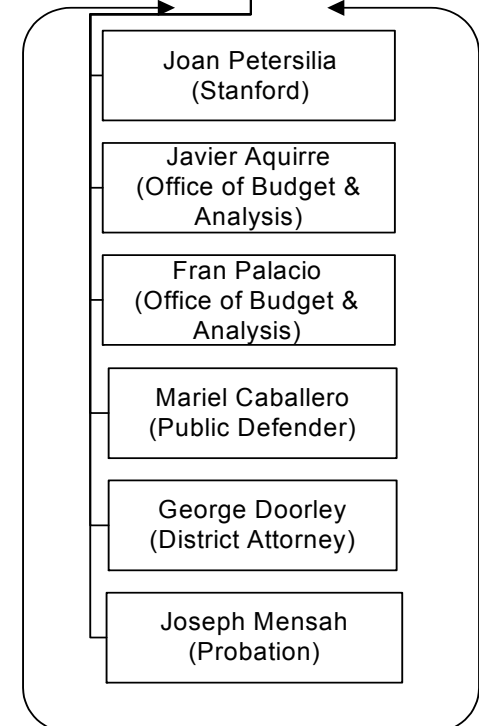 Joan Petersilia
(Stanford)
Javier Aquirre
(Office of Budget &
Analysis)
Fran Palacio
(Office of Budget &
Analysis)
Mariel Caballero
(Public Defender)
George Doorley
(District Attorney)
Joseph Mensah
(Probation)